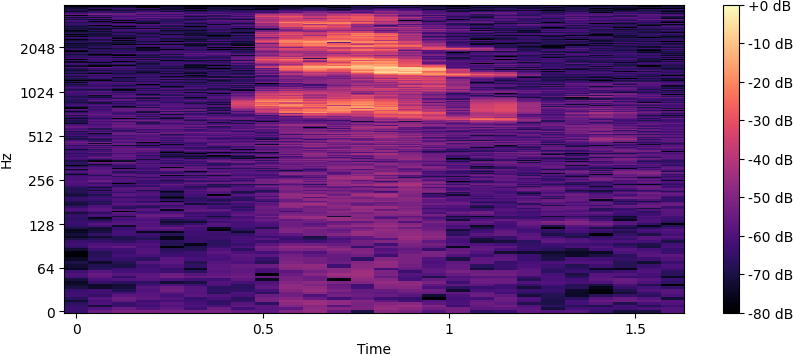 Hz
2048
1024
512
256
128
64
0
0 0.5 1 1.5
Time
+0 dB
-10 dB
-20 dB
-30 dB
-40 dB
-50 dB
-60 dB
-70 dB
-80 dB